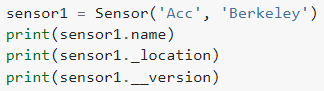 sensor1 = Sensor('Acc', 'Berkeley')
print(sensor1.name)
print(sensor1._location)
print(sensor1.__version)